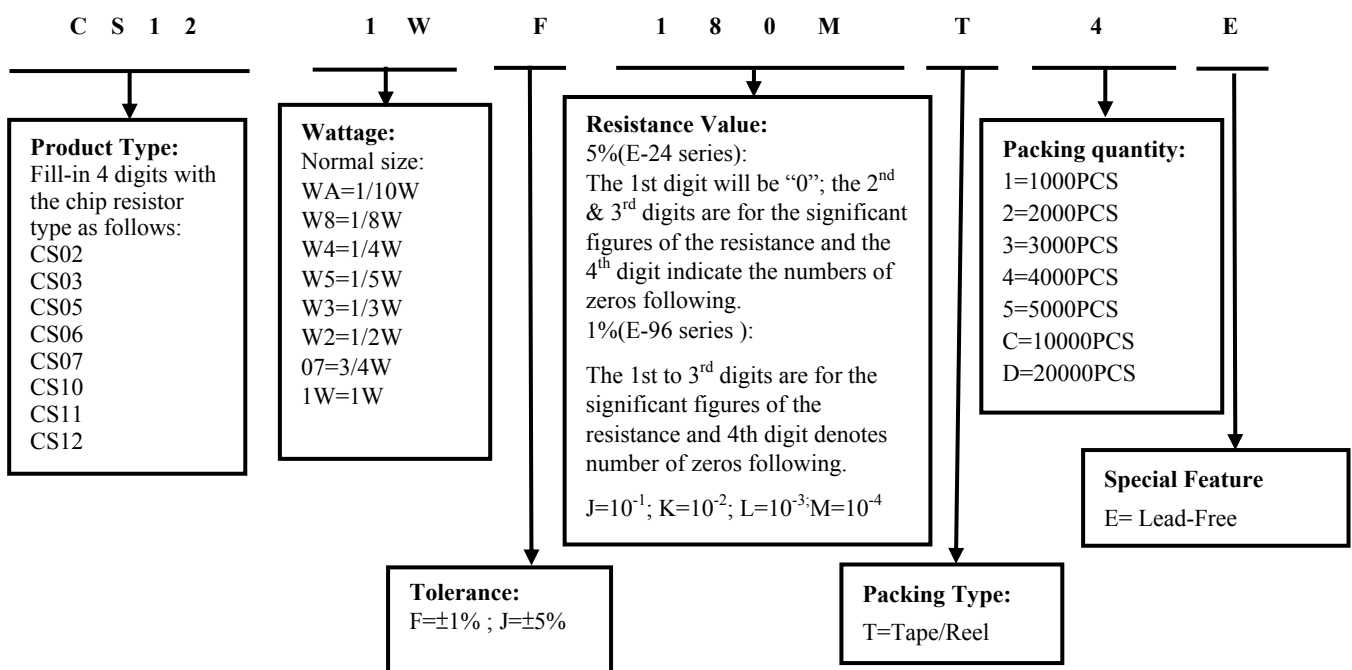 C S 1 2 1 W F 1 8 0 M T 4 E
Product Type:
Fill-in 4 digits with
the chip resistor
type as follows:
CS02
CS03
CS05
CS06
CS07
CS10
CS11
CS12
Wattage:
Normal size:
WA=1/10W
W8=1/8W
W4=1/4W
W5=1/5W
W3=1/3W
W2=1/2W
07=3/4W
1W=1W
Resistance Value:
5%(E-24 series):
The 1st digit will be “0”; the 2nd
& 3rd digits are for the significant
figures of the resistance and the
4th digit indicate the numbers of
zeros following.
1%(E-96 series ):
The 1st to 3rd digits are for the
significant figures of the
resistance and 4th digit denotes
number of zeros following.
J=10-1; K=10-2; L=10-3;M=10-4
Packing quantity:
1=1000PCS
2=2000PCS
3=3000PCS
4=4000PCS
5=5000PCS
C=10000PCS
D=20000PCS
Special Feature
E= Lead-Free
Tolerance:
F=±1% ; J=±5%
Packing Type:
T=Tape/Reel